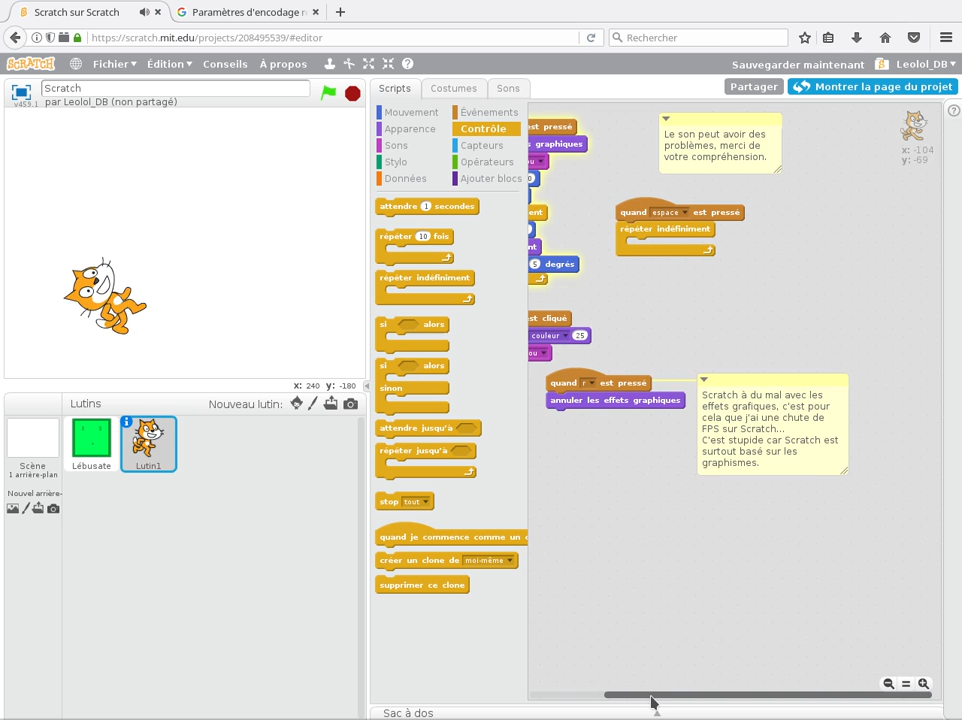 Scratch sur Scratch
Paramètres d'encodage
https://scratch.mit.edu/projects/208495539/#editor
Rechercher
SCRATCH
Fichier
Édition
Conseils
À propos
Sauvegarder maintenant
Leolol_DB
Scratch
par Leolol_DB (non partagé)
v459.1
Scripts
Costumes
Sons
Partager
Montrer la page du projet
Mouvement
Événements
Apparence
Contrôle
Sons
Capteurs
Stylo
Opérateurs
Données
Ajouter blocs
attendre 1 secondes
répéter 10 fois
répéter indéfiniment
si alors
si alors
sinon
attendre jusqu'à
répéter jusqu'à
stop tout
quand je commence comme un
créer un clone de moi-même
supprimer ce clone
est pressé
graphiques
5 degrés
est cliqué
couleur 25
Le son peut avoir des
problèmes, merci de
votre compréhension.
x: -104
y: -69
quand espace est pressé
répéter indéfiniment
quand r est pressé
annuler les effets graphiques
Scratch à du mal avec les
effets grafiques, c'est pour
cela que j'ai une chute de
FPS sur Scratch...
C'est stupide car Scratch est
surtout basé sur les
graphismes.
x: 240 y: -180
Lutins
Nouveau lutin:
Scène
1 arrière-plan
Nouvel arrière-
Lébusate
Lutin1
Sac à dos